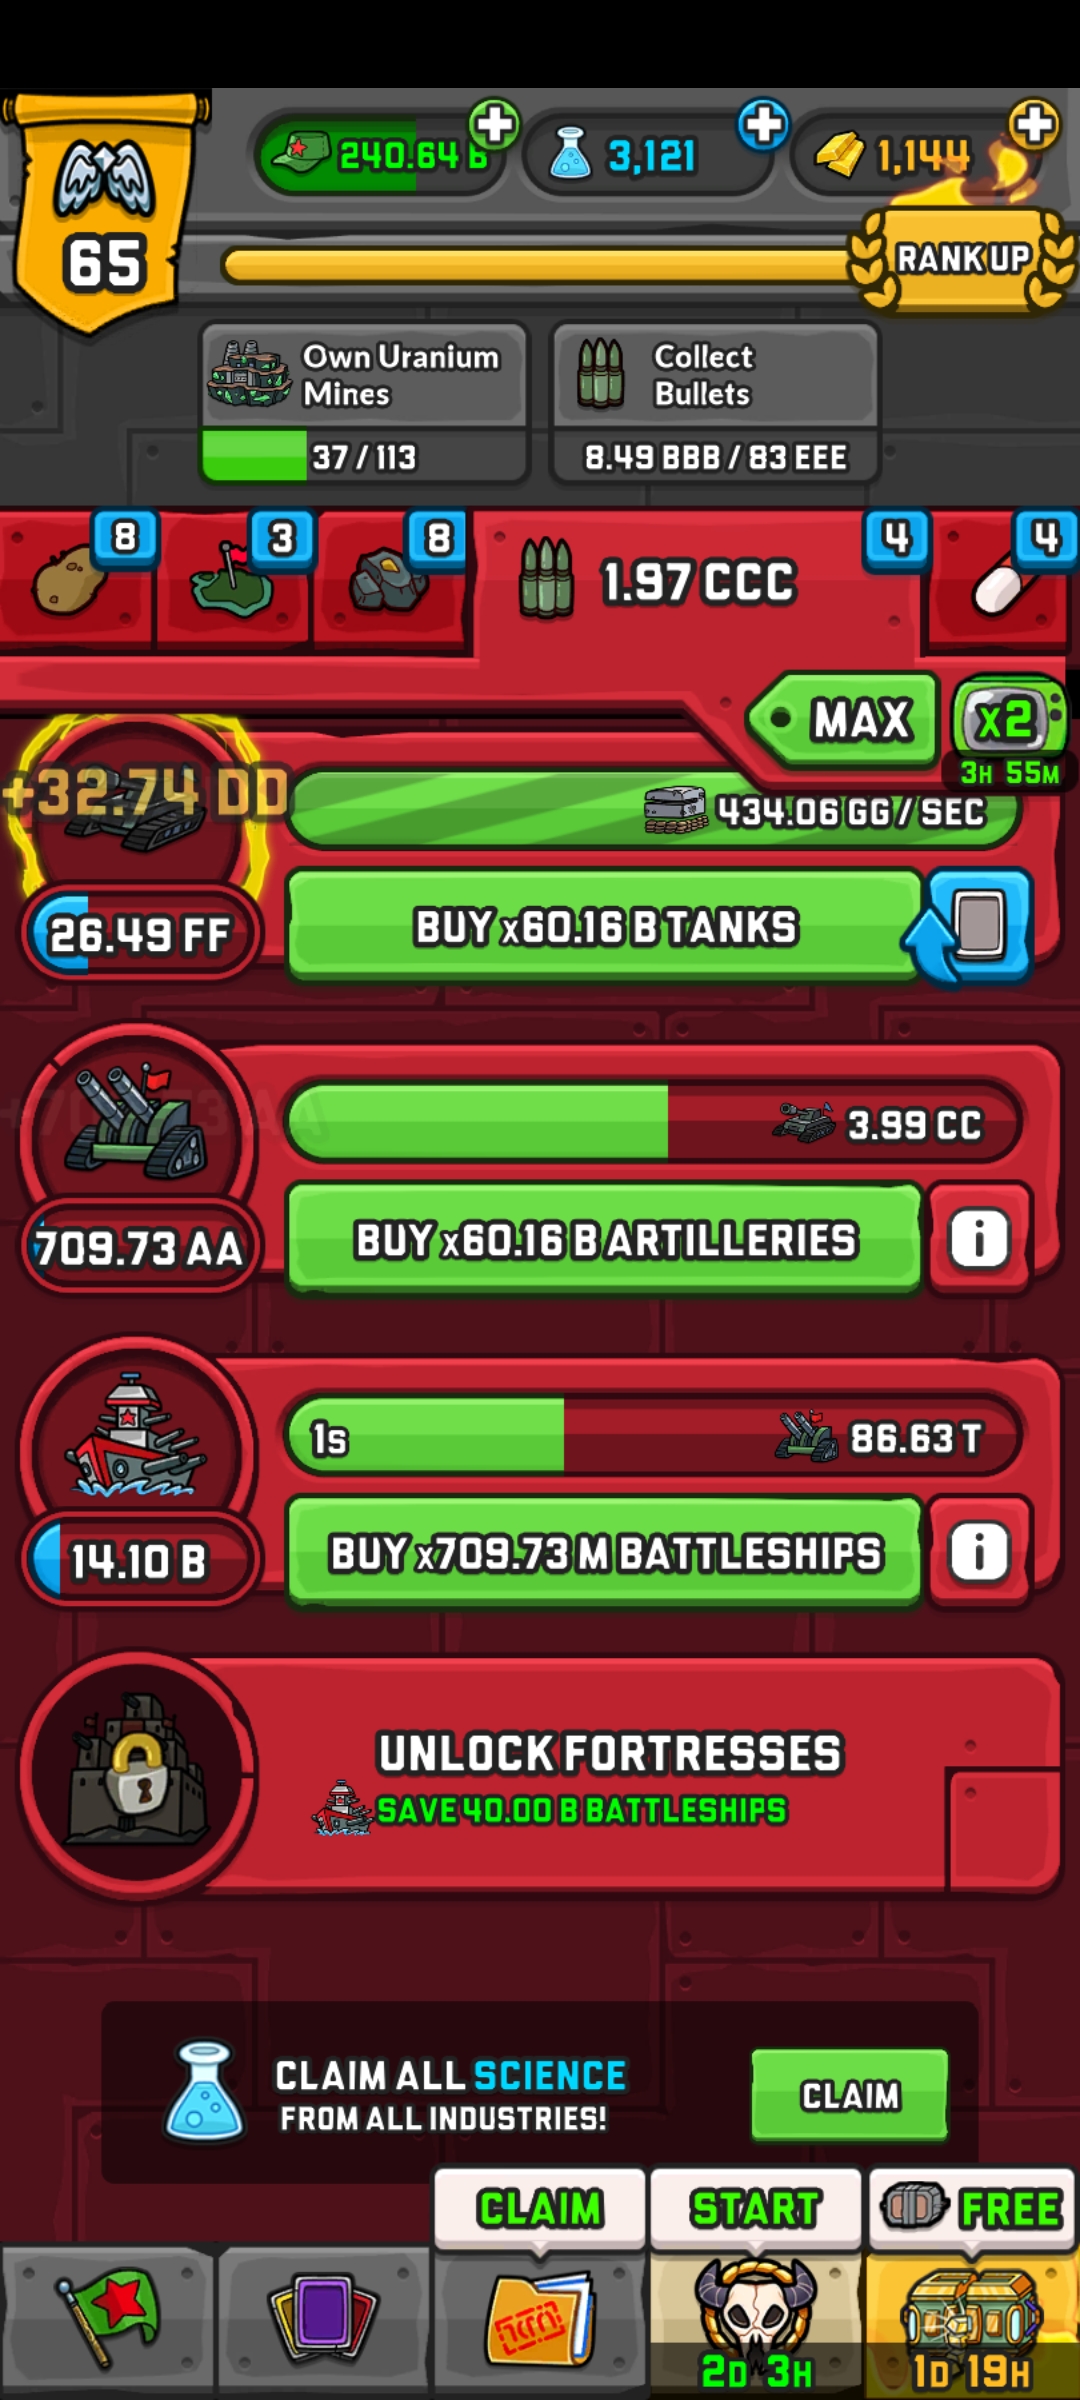 240.64 B
3,121
1,144
65
RANK UP
Own Uranium
Mines
37 / 113
Collect
Bullets
8.49 BBB / 83 EEE
8
3
8
1.97 CCC
4
4
MAX
x2
3H 55M
+32.74 DD
434.06 GG / SEC
26.49 FF
BUY x60.16 B TANKS
3.99 CC
709.73 AA
BUY x60.16 B ARTILLERIES
i
1s
86.63 T
14.10 B
BUY x709.73 M BATTLESHIPS
i
UNLOCK FORTRESSES
SAVE 40.00 B BATTLESHIPS
CLAIM ALL SCIENCE
FROM ALL INDUSTRIES!
CLAIM
CLAIM
START
FREE
2D 3H
1D 19H